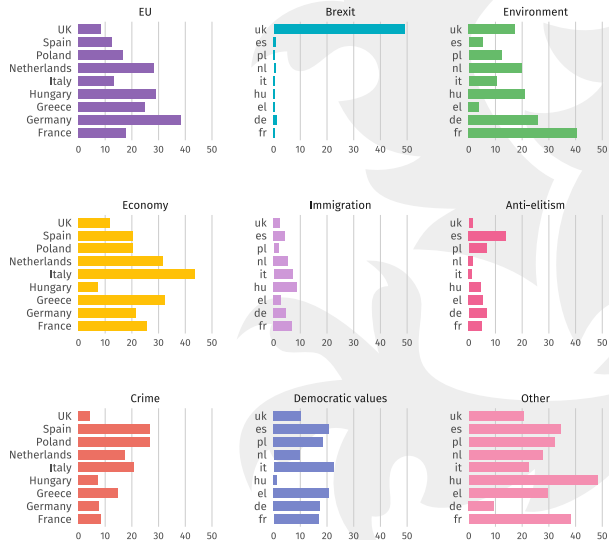 EU
UK
Spain
Poland
Netherlands
Italy
Hungary
Greece
Germany
France
0 10 20 30 40 50
Brexit
uk
es
pl
nl
it
hu
el
de
fr
0 10 20 30 40 50
Environment
uk
es
pl
nl
it
hu
el
de
fr
0 10 20 30 40 50
Economy
UK
Spain
Poland
Netherlands
Italy
Hungary
Greece
Germany
France
0 10 20 30 40 50
Immigration
uk
es
pl
nl
it
hu
el
de
fr
0 10 20 30 40 50
Anti-elitism
uk
es
pl
nl
it
hu
el
de
fr
0 10 20 30 40 50
Crime
UK
Spain
Poland
Netherlands
Italy
Hungary
Greece
Germany
France
0 10 20 30 40 50
Democratic values
uk
es
pl
nl
it
hu
el
de
fr
0 10 20 30 40 50
Other
uk
es
pl
nl
it
hu
el
de
fr
0 10 20 30 40 50